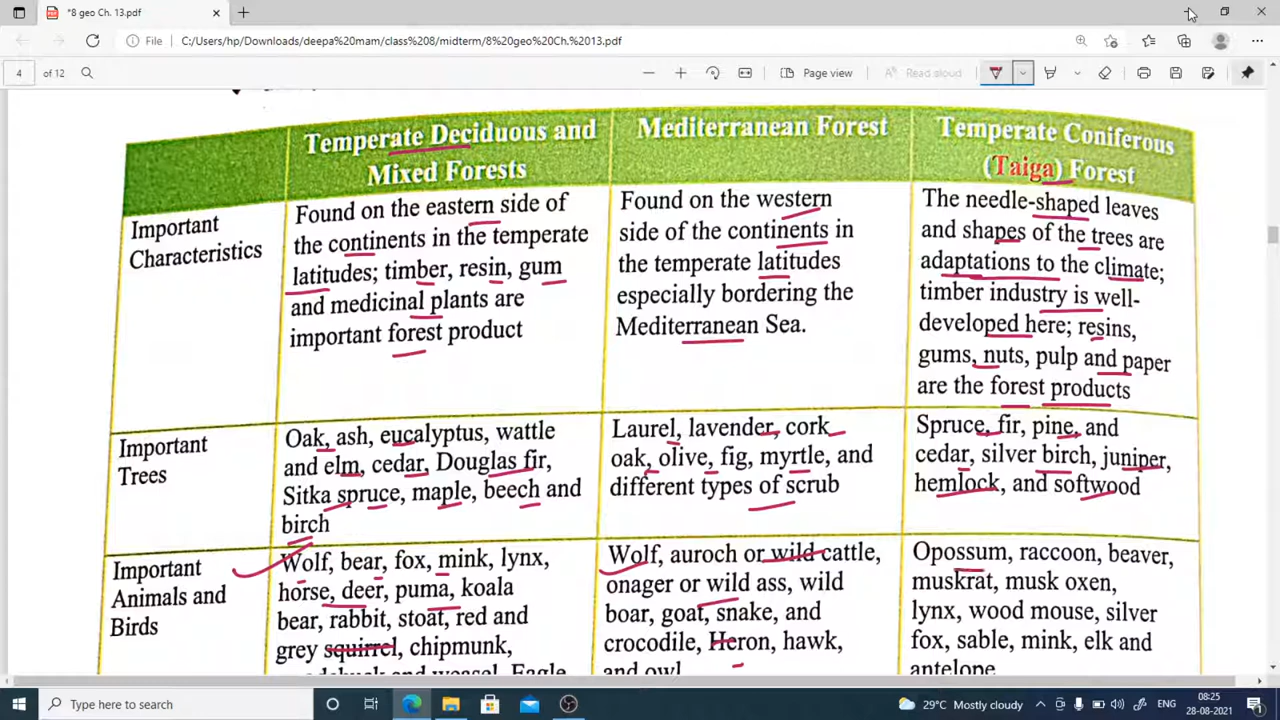 *8 geo Ch. 13.pdf
File C:/Users/hp/Downloads/deepa%20mam/class%208/midterm/8%20geo%20Ch.%2013.pdf
4 of 12 Page view Read aloud
Temperate Deciduous and
Mixed Forests
Mediterranean Forest
Temperate Coniferous
(Taiga) Forest
Important
Characteristics
Found on the eastern side of
the continents in the temperate
latitudes; timber, resin, gum
and medicinal plants are
important forest product
Found on the western
side of the continents in
the temperate latitudes
especially bordering the
Mediterranean Sea.
The needle-shaped leaves
and shapes of the trees are
adaptations to the climate;
timber industry is well-
developed here; resins,
gums, nuts, pulp and paper
are the forest products
Important
Trees
Oak, ash, eucalyptus, wattle
and elm, cedar, Douglas fir,
Sitka spruce, maple, beech and
birch
Laurel, lavender, cork
oak, olive, fig, myrtle, and
different types of scrub
Spruce, fir, pine, and
cedar, silver birch, juniper,
hemlock, and softwood
Important
Animals and
Birds
Wolf, bear, fox, mink, lynx,
horse, deer, puma, koala
bear, rabbit, stoat, red and
grey squirrel, chipmunk,
and weasel. Eagle
Wolf, auroch or wild cattle,
onager or wild ass, wild
boar, goat, snake, and
crocodile, Heron, hawk,
and owl
Opossum, raccoon, beaver,
muskrat, musk oxen,
lynx, wood mouse, silver
fox, sable, mink, elk and
antelope
Type here to search
29°C Mostly cloudy
ENG
08:25
28-08-2021